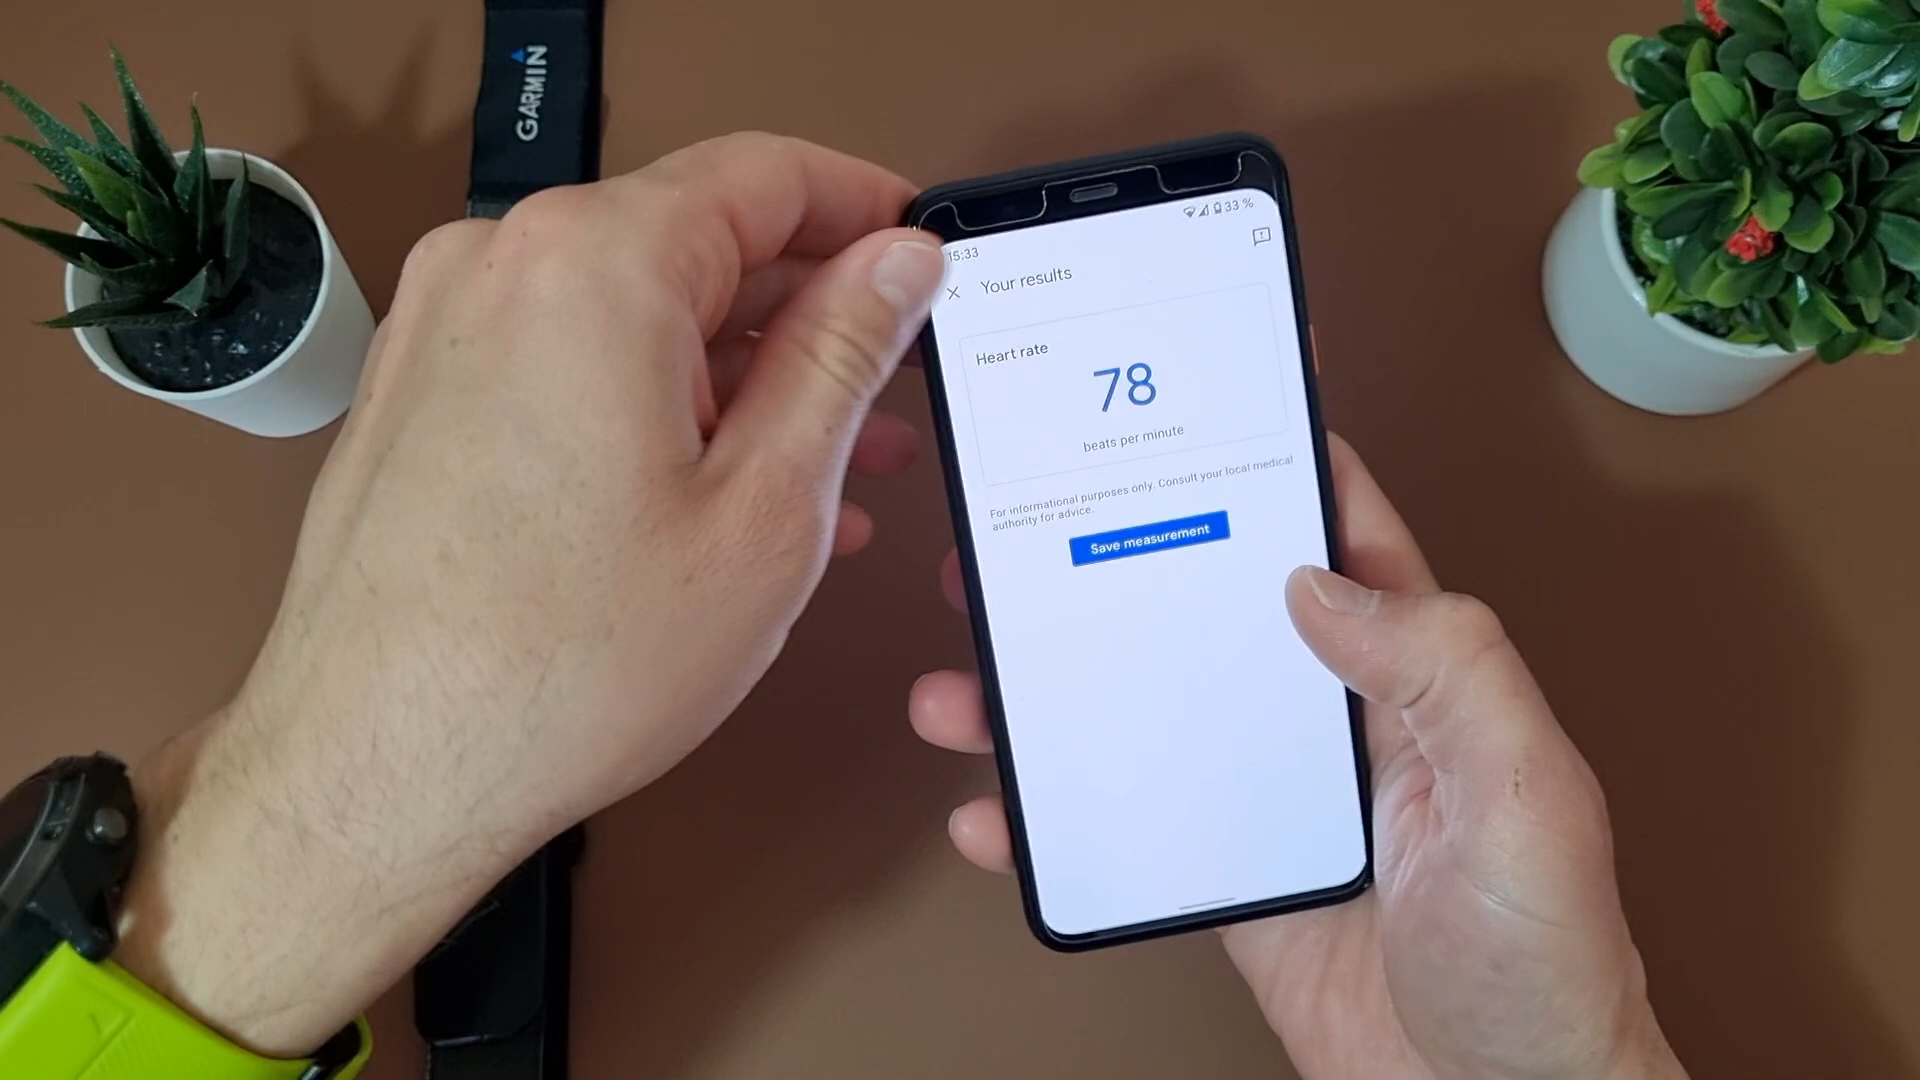 GARMIN
15:33
33 %
Your results
Heart rate
78
beats per minute
For informational purposes only. Consult your local medical
authority for advice.
Save measurement